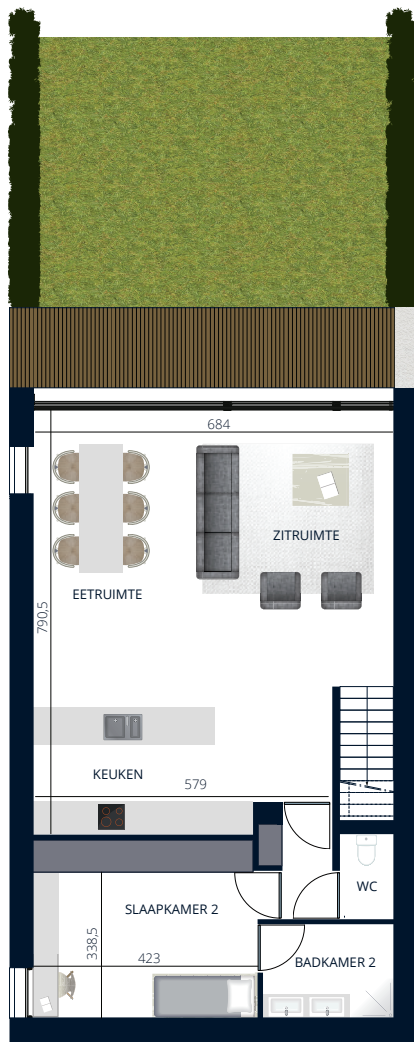 684
ZITRUIMTE
EETRUIMTE
790,5
KEUKEN
579
WC
SLAAPKAMER 2
338,5
423
BADKAMER 2